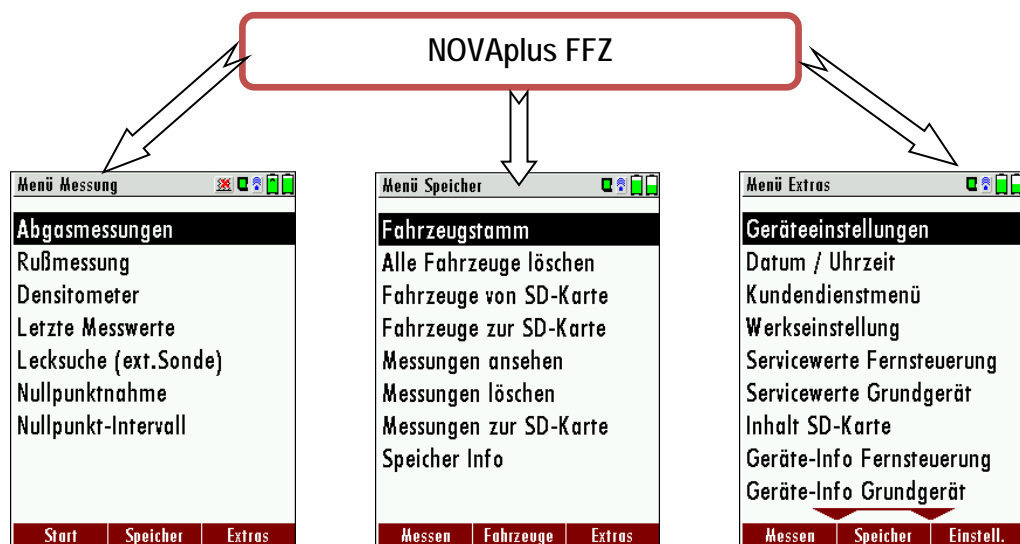 NOVAplus FFZ
Menü Messung
Abgasmessungen
Rußmessung
Densitometer
Letzte Messwerte
Lecksuche (ext.Sonde)
Nullpunktnahme
Nullpunkt-Intervall
Start Speicher Extras
Menü Speicher
Fahrzeugstamm
Alle Fahrzeuge löschen
Fahrzeuge von SD-Karte
Fahrzeuge zur SD-Karte
Messungen ansehen
Messungen löschen
Messungen zur SD-Karte
Speicher Info
Messen Fahrzeuge Extras
Menü Extras
Geräteeinstellungen
Datum / Uhrzeit
Kundendienstmenü
Werkseinstellung
Servicewerte Fernsteuerung
Servicewerte Grundgerät
Inhalt SD-Karte
Geräte-Info Fernsteuerung
Geräte-Info Grundgerät
Messen Speicher Einstell.